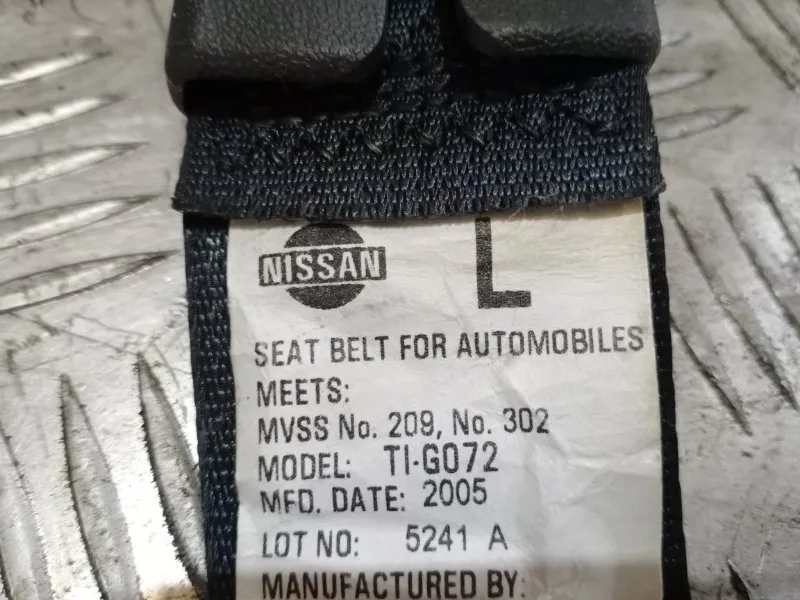 NISSAN L
SEAT BELT FOR AUTOMOBILES
MEETS:
MVSS No. 209, No. 302
MODEL: TI-G072
MFD. DATE: 2005
LOT NO: 5241 A
MANUFACTURED BY: